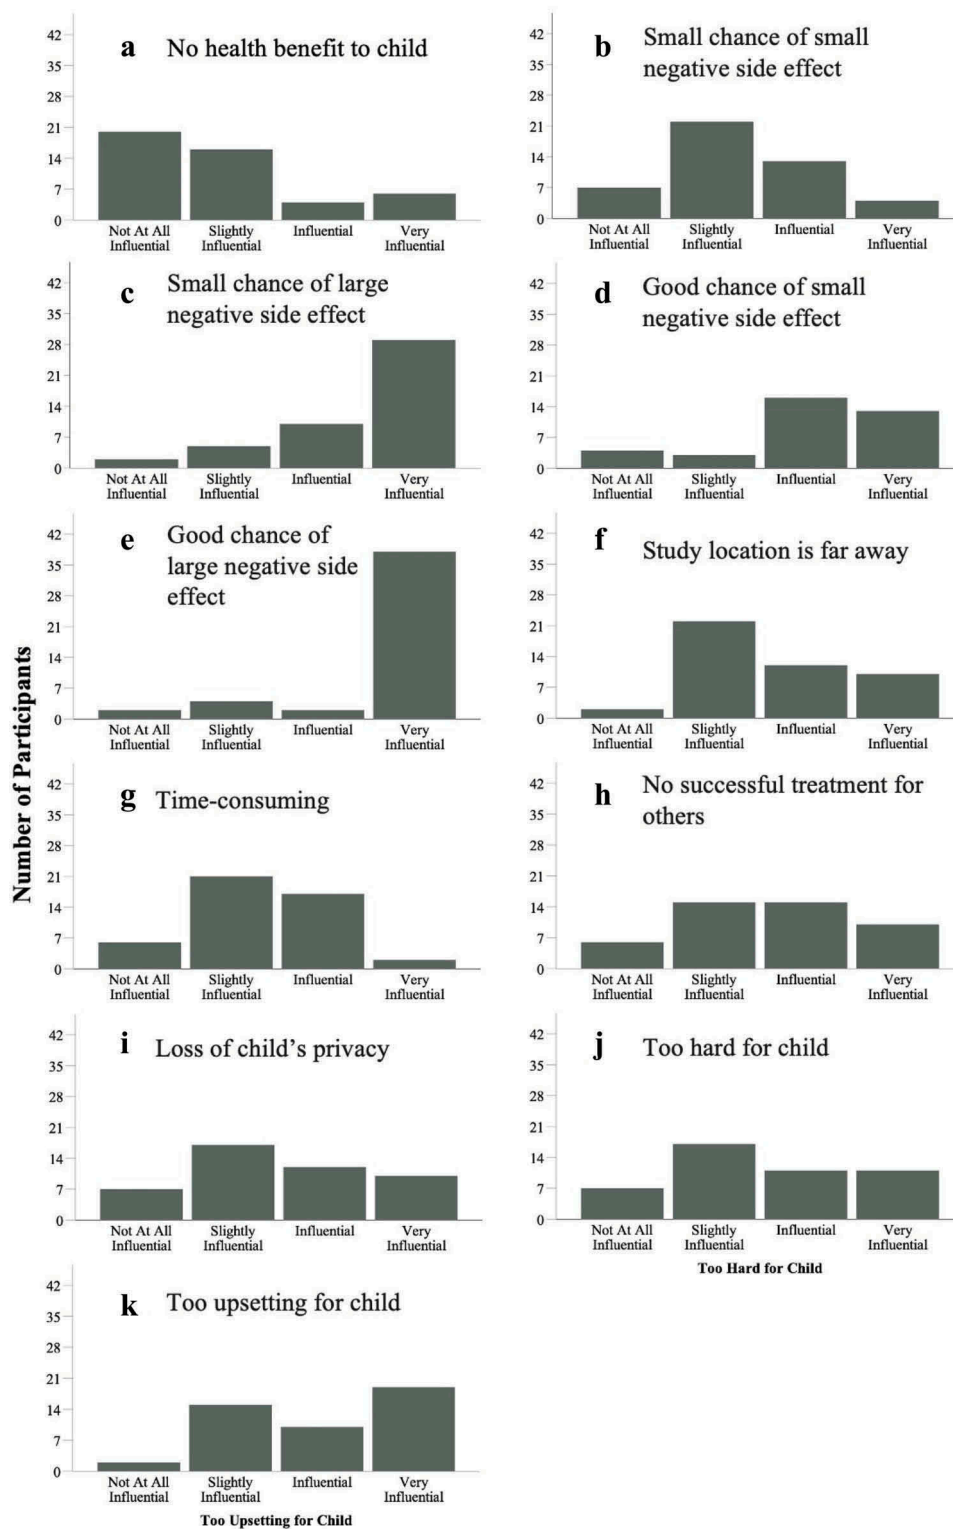 a No health benefit to child
42
35
28
21
14
7
0
Not At All Influential
Slightly Influential
Influential
Very Influential
b Small chance of small
negative side effect
42
35
28
21
14
7
0
Not At All Influential
Slightly Influential
Influential
Very Influential
c Small chance of large
negative side effect
42
35
28
21
14
7
0
Not At All Influential
Slightly Influential
Influential
Very Influential
d Good chance of small
negative side effect
42
35
28
21
14
7
0
Not At All Influential
Slightly Influential
Influential
Very Influential
Number of Participants
e Good chance of
large negative side
effect
42
35
28
21
14
7
0
Not At All Influential
Slightly Influential
Influential
Very Influential
f Study location is far away
42
35
28
21
14
7
0
Not At All Influential
Slightly Influential
Influential
Very Influential
g Time-consuming
42
35
28
21
14
7
0
Not At All Influential
Slightly Influential
Influential
Very Influential
h No successful treatment for
others
42
35
28
21
14
7
0
Not At All Influential
Slightly Influential
Influential
Very Influential
i Loss of child’s privacy
42
35
28
21
14
7
0
Not At All Influential
Slightly Influential
Influential
Very Influential
j Too hard for child
42
35
28
21
14
7
0
Not At All Influential
Slightly Influential
Influential
Very Influential
Too Hard for Child
k Too upsetting for child
42
35
28
21
14
7
0
Not At All Influential
Slightly Influential
Influential
Very Influential
Too Upsetting for Child